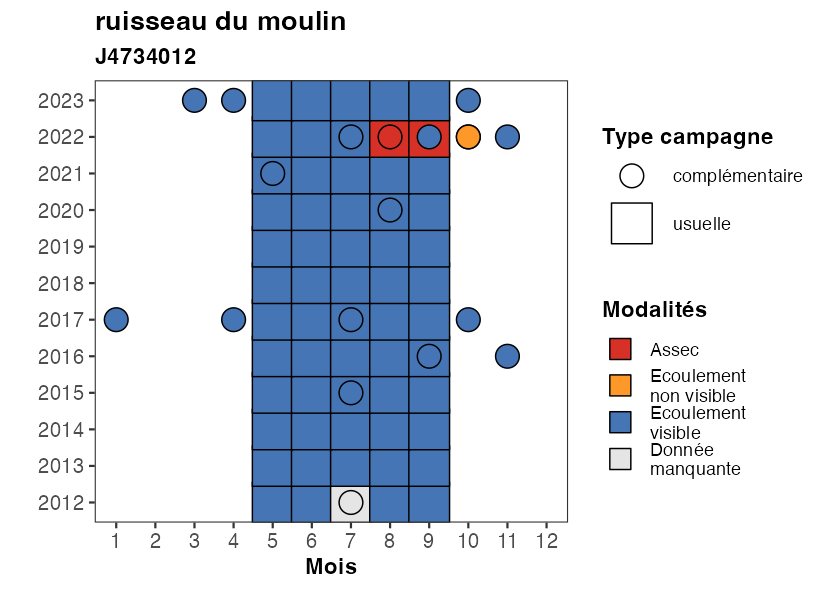 ruisseau du moulin
J4734012
2023
2022
2021
2020
2019
2018
2017
2016
2015
2014
2013
2012
1 2 3 4 5 6 7 8 9 10 11 12
Mois
Type campagne
complémentaire
usuelle
Modalités
Assec
Ecoulement
non visible
Ecoulement
visible
Donnée
manquante